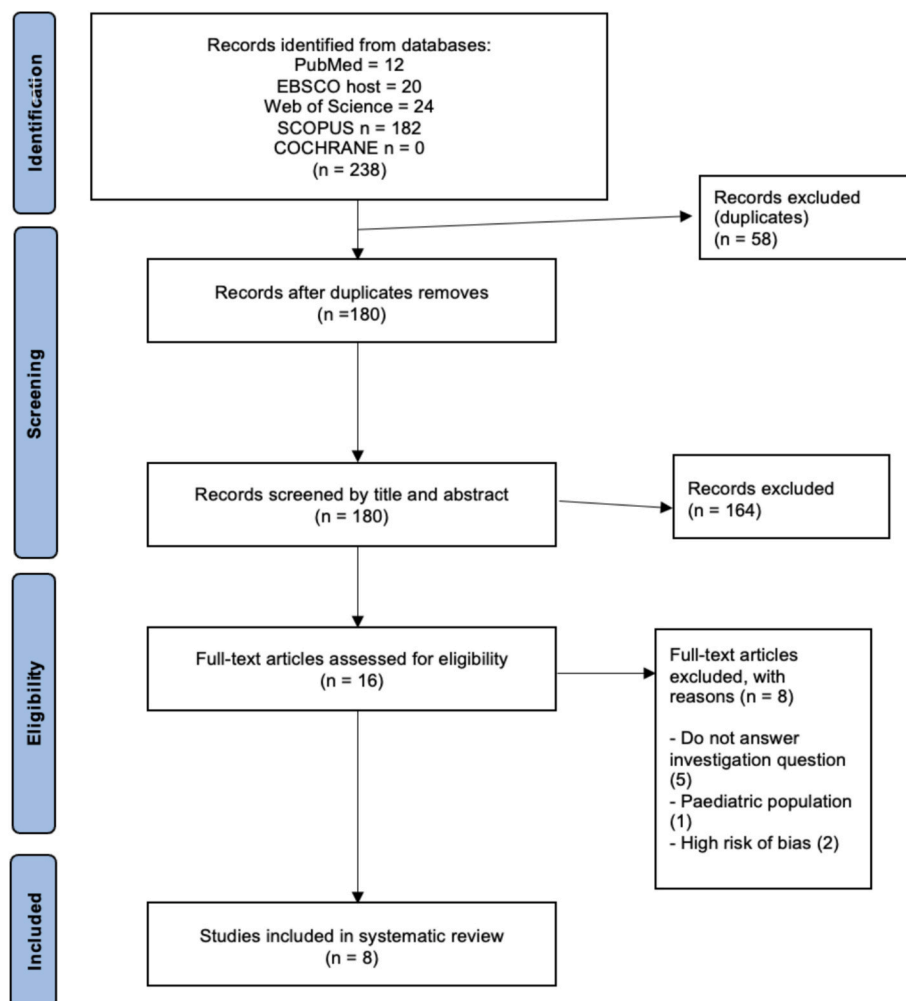 Identification
Records identified from databases:
PubMed = 12
EBSCO host = 20
Web of Science = 24
SCOPUS n = 182
COCHRANE n = 0
(n = 238)
Records excluded
(duplicates)
(n = 58)
Screening
Records after duplicates removes
(n =180)
Records screened by title and abstract
(n = 180)
Records excluded
(n = 164)
Eligibility
Full-text articles assessed for eligibility
(n = 16)
Full-text articles
excluded, with
reasons (n = 8)
- Do not answer
investigation question
(5)
- Paediatric population
(1)
- High risk of bias (2)
Included
Studies included in systematic review
(n = 8)